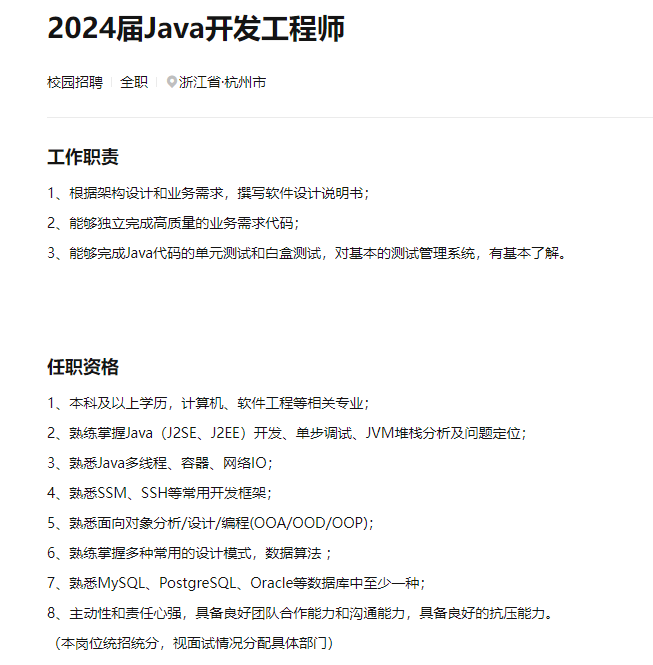 2024届Java开发工程师
校园招聘 全职 浙江省·杭州市
工作职责
1、根据架构设计和业务需求，撰写软件设计说明书；
2、能够独立完成高质量的业务需求代码；
3、能够完成Java代码的单元测试和白盒测试，对基本的测试管理系统，有基本了解。
任职资格
1、本科及以上学历，计算机、软件工程等相关专业；
2、熟练掌握Java（J2SE、J2EE）开发、单步调试、JVM堆栈分析及问题定位；
3、熟悉Java多线程、容器、网络IO；
4、熟悉SSM、SSH等常用开发框架；
5、熟悉面向对象分析/设计/编程(OOA/OOD/OOP)；
6、熟练掌握多种常用的设计模式，数据算法 ；
7、熟悉MySQL、PostgreSQL、Oracle等数据库中至少一种；
8、主动性和责任心强，具备良好团队合作能力和沟通能力，具备良好的抗压能力。
（本岗位统招统分，视面试情况分配具体部门）